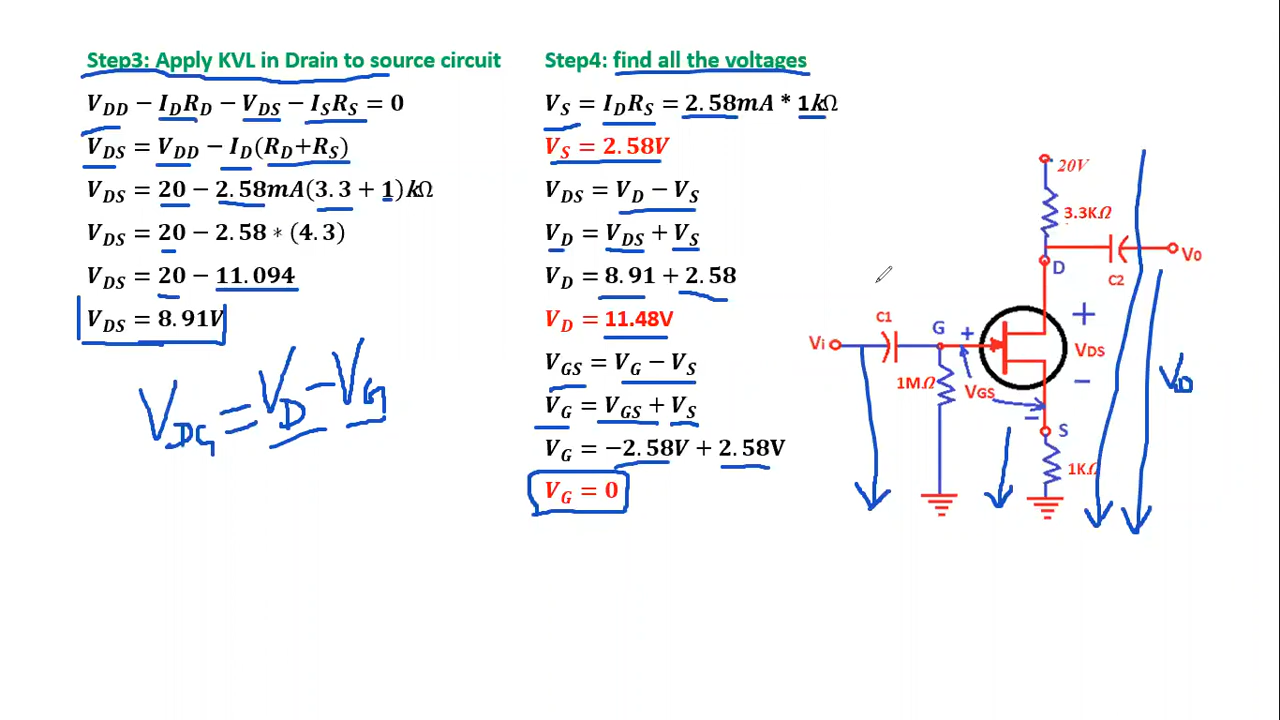 Step3: Apply KVL in Drain to source circuit
V_DD − I_D R_D − V_DS − I_S R_S = 0
V_DS = V_DD − I_D(R_D+R_S)
V_DS = 20 − 2.58mA(3.3 + 1)kΩ
V_DS = 20 − 2.58 * (4.3)
V_DS = 20 − 11.094
V_DS = 8.91V
V_DG = V_D − V_G
Step4: find all the voltages
V_S = I_D R_S = 2.58mA * 1kΩ
V_S = 2.58V
V_DS = V_D − V_S
V_D = V_DS + V_S
V_D = 8.91 + 2.58
V_D = 11.48V
V_GS = V_G − V_S
V_G = V_GS + V_S
V_G = −2.58V + 2.58V
V_G = 0
20V
3.3KΩ
Vo
D
C2
C1
G
+
+
Vi
VDS
1MΩ
VGS
−
−
V_D
S
1KΩ